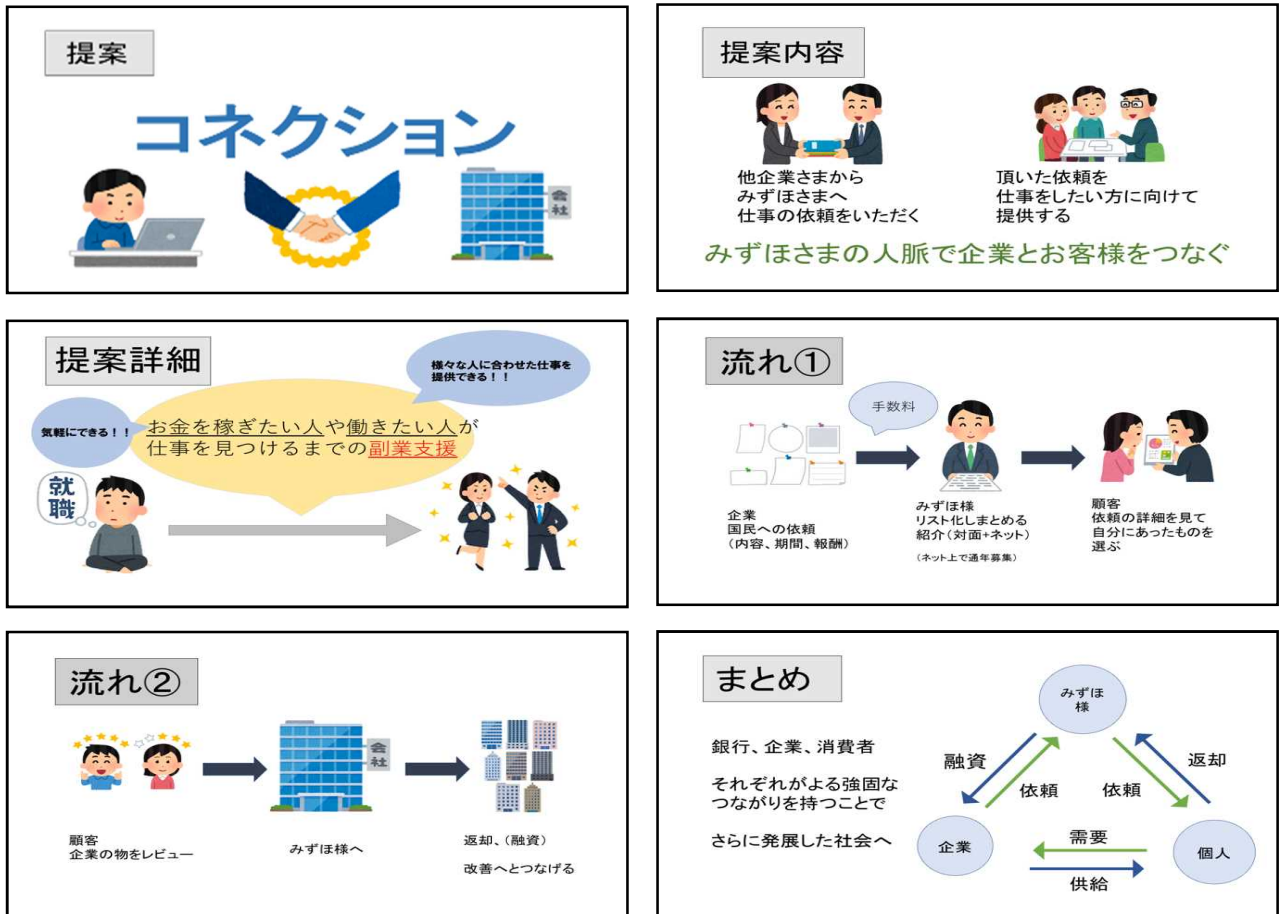 提案
コネクション
会社
提案内容
他企業さまから
みずほさまへ
仕事の依頼をいただく
頂いた依頼を
仕事をしたい方に向けて
提供する
みずほさまの人脈で企業とお客様をつなぐ
提案詳細
様々な人に合わせた仕事を
提供できる！！
気軽にできる！！
お金を稼ぎたい人や働きたい人が
仕事を見つけるまでの副業支援
就職
流れ①
手数料
企業
国民への依頼
（内容、期間、報酬）
みずほ様
リスト化しまとめる
紹介（対面+ネット）
（ネット上で通年募集）
顧客
依頼の詳細を見て
自分にあったものを
選ぶ
流れ②
会社
顧客
企業の物をレビュー
みずほ様へ
返却、（融資）
改善へとつなげる
まとめ
銀行、企業、消費者
それぞれがよる強固な
つながりを持つことで
さらに発展した社会へ
みずほ
様
融資
依頼
依頼
返却
企業
需要
供給
個人